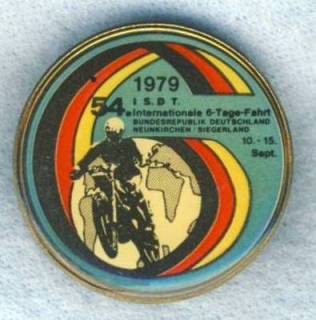 1979
54. I.S.D.T.
Internationale 6-Tage-Fahrt
BUNDESREPUBLIK DEUTSCHLAND
NEUNKIRCHEN / SIEGERLAND
10. - 15.
Sept.